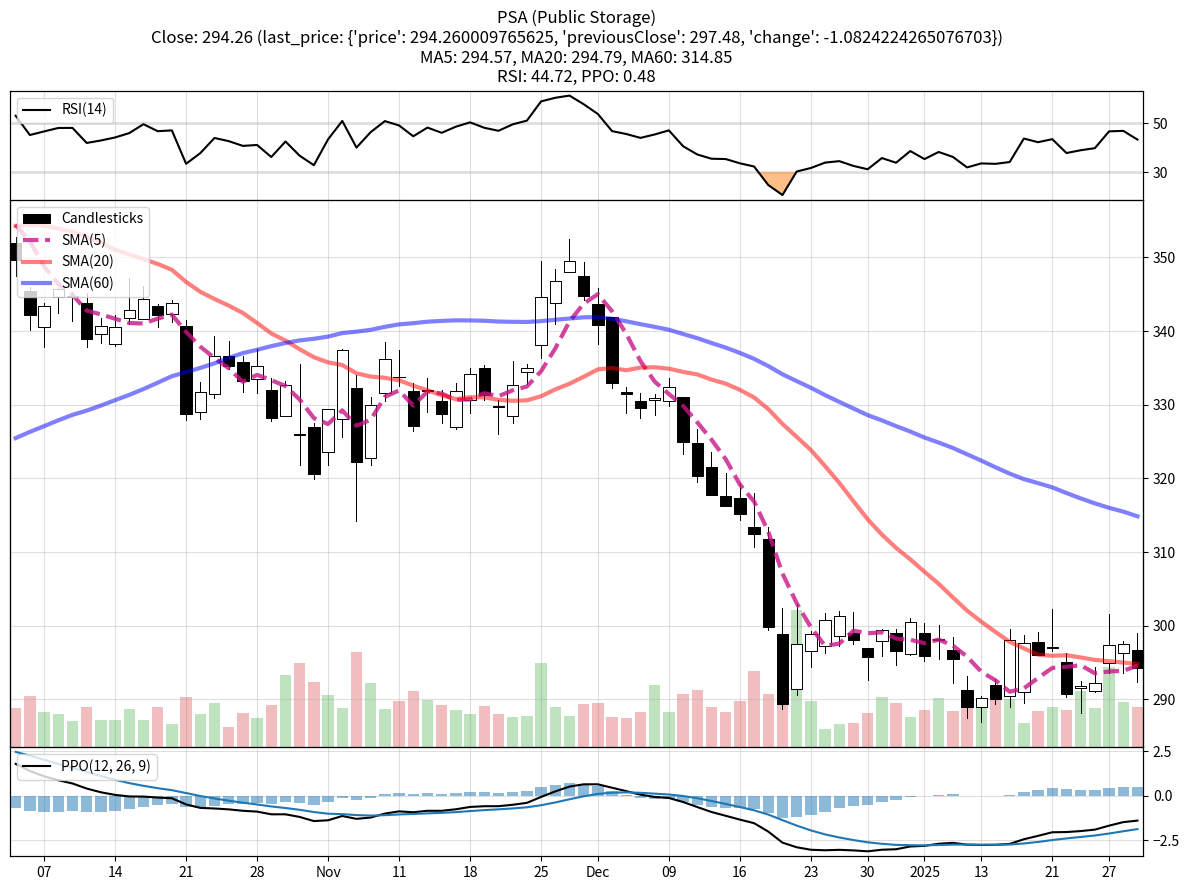 PSA (Public Storage)
Close: 294.26 (last_price: {'price': 294.260009765625, 'previousClose': 297.48, 'change': -1.0824224265076703})
MA5: 294.57, MA20: 294.79, MA60: 314.85
RSI: 44.72, PPO: 0.48
RSI(14)
50
30
Candlesticks
SMA(5)
SMA(20)
SMA(60)
350
340
330
320
310
300
290
PPO(12, 26, 9)
2.5
0.0
−2.5
07 14 21 28 Nov 11 18 25 Dec 09 16 23 30 2025 13 21 27